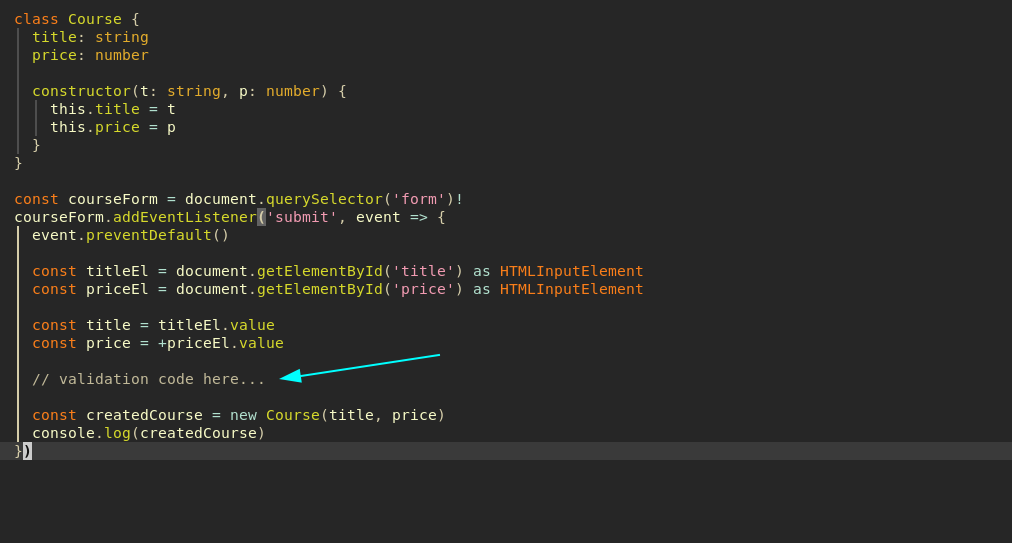 class Course {
title: string
price: number
constructor(t: string, p: number) {
this.title = t
this.price = p
}
}
const courseForm = document.querySelector('form')!
courseForm.addEventListener('submit', event => {
event.preventDefault()
const titleEl = document.getElementById('title') as HTMLInputElement
const priceEl = document.getElementById('price') as HTMLInputElement
const title = titleEl.value
const price = +priceEl.value
// validation code here...
const createdCourse = new Course(title, price)
console.log(createdCourse)
})